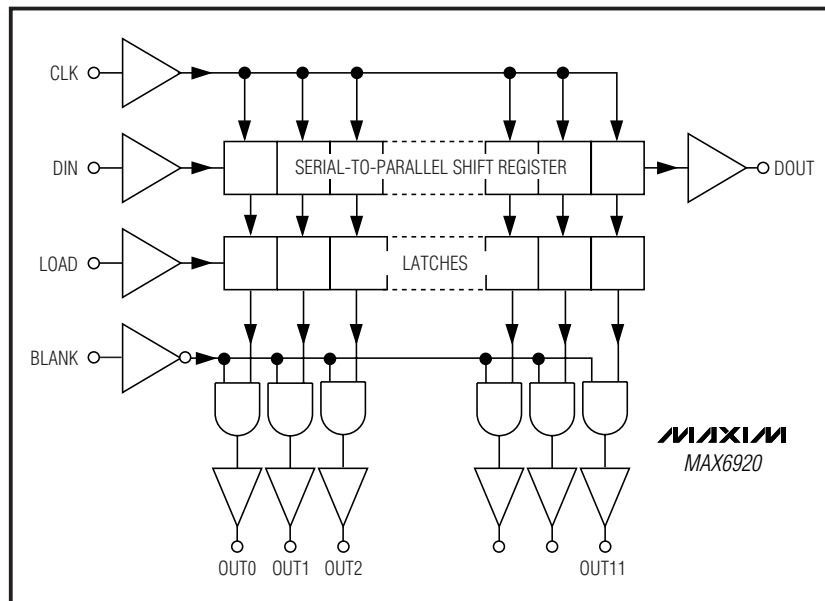 CLK
DIN
SERIAL-TO-PARALLEL SHIFT REGISTER
DOUT
LOAD
LATCHES
BLANK
MAXIM
MAX6920
OUT0 OUT1 OUT2 OUT11